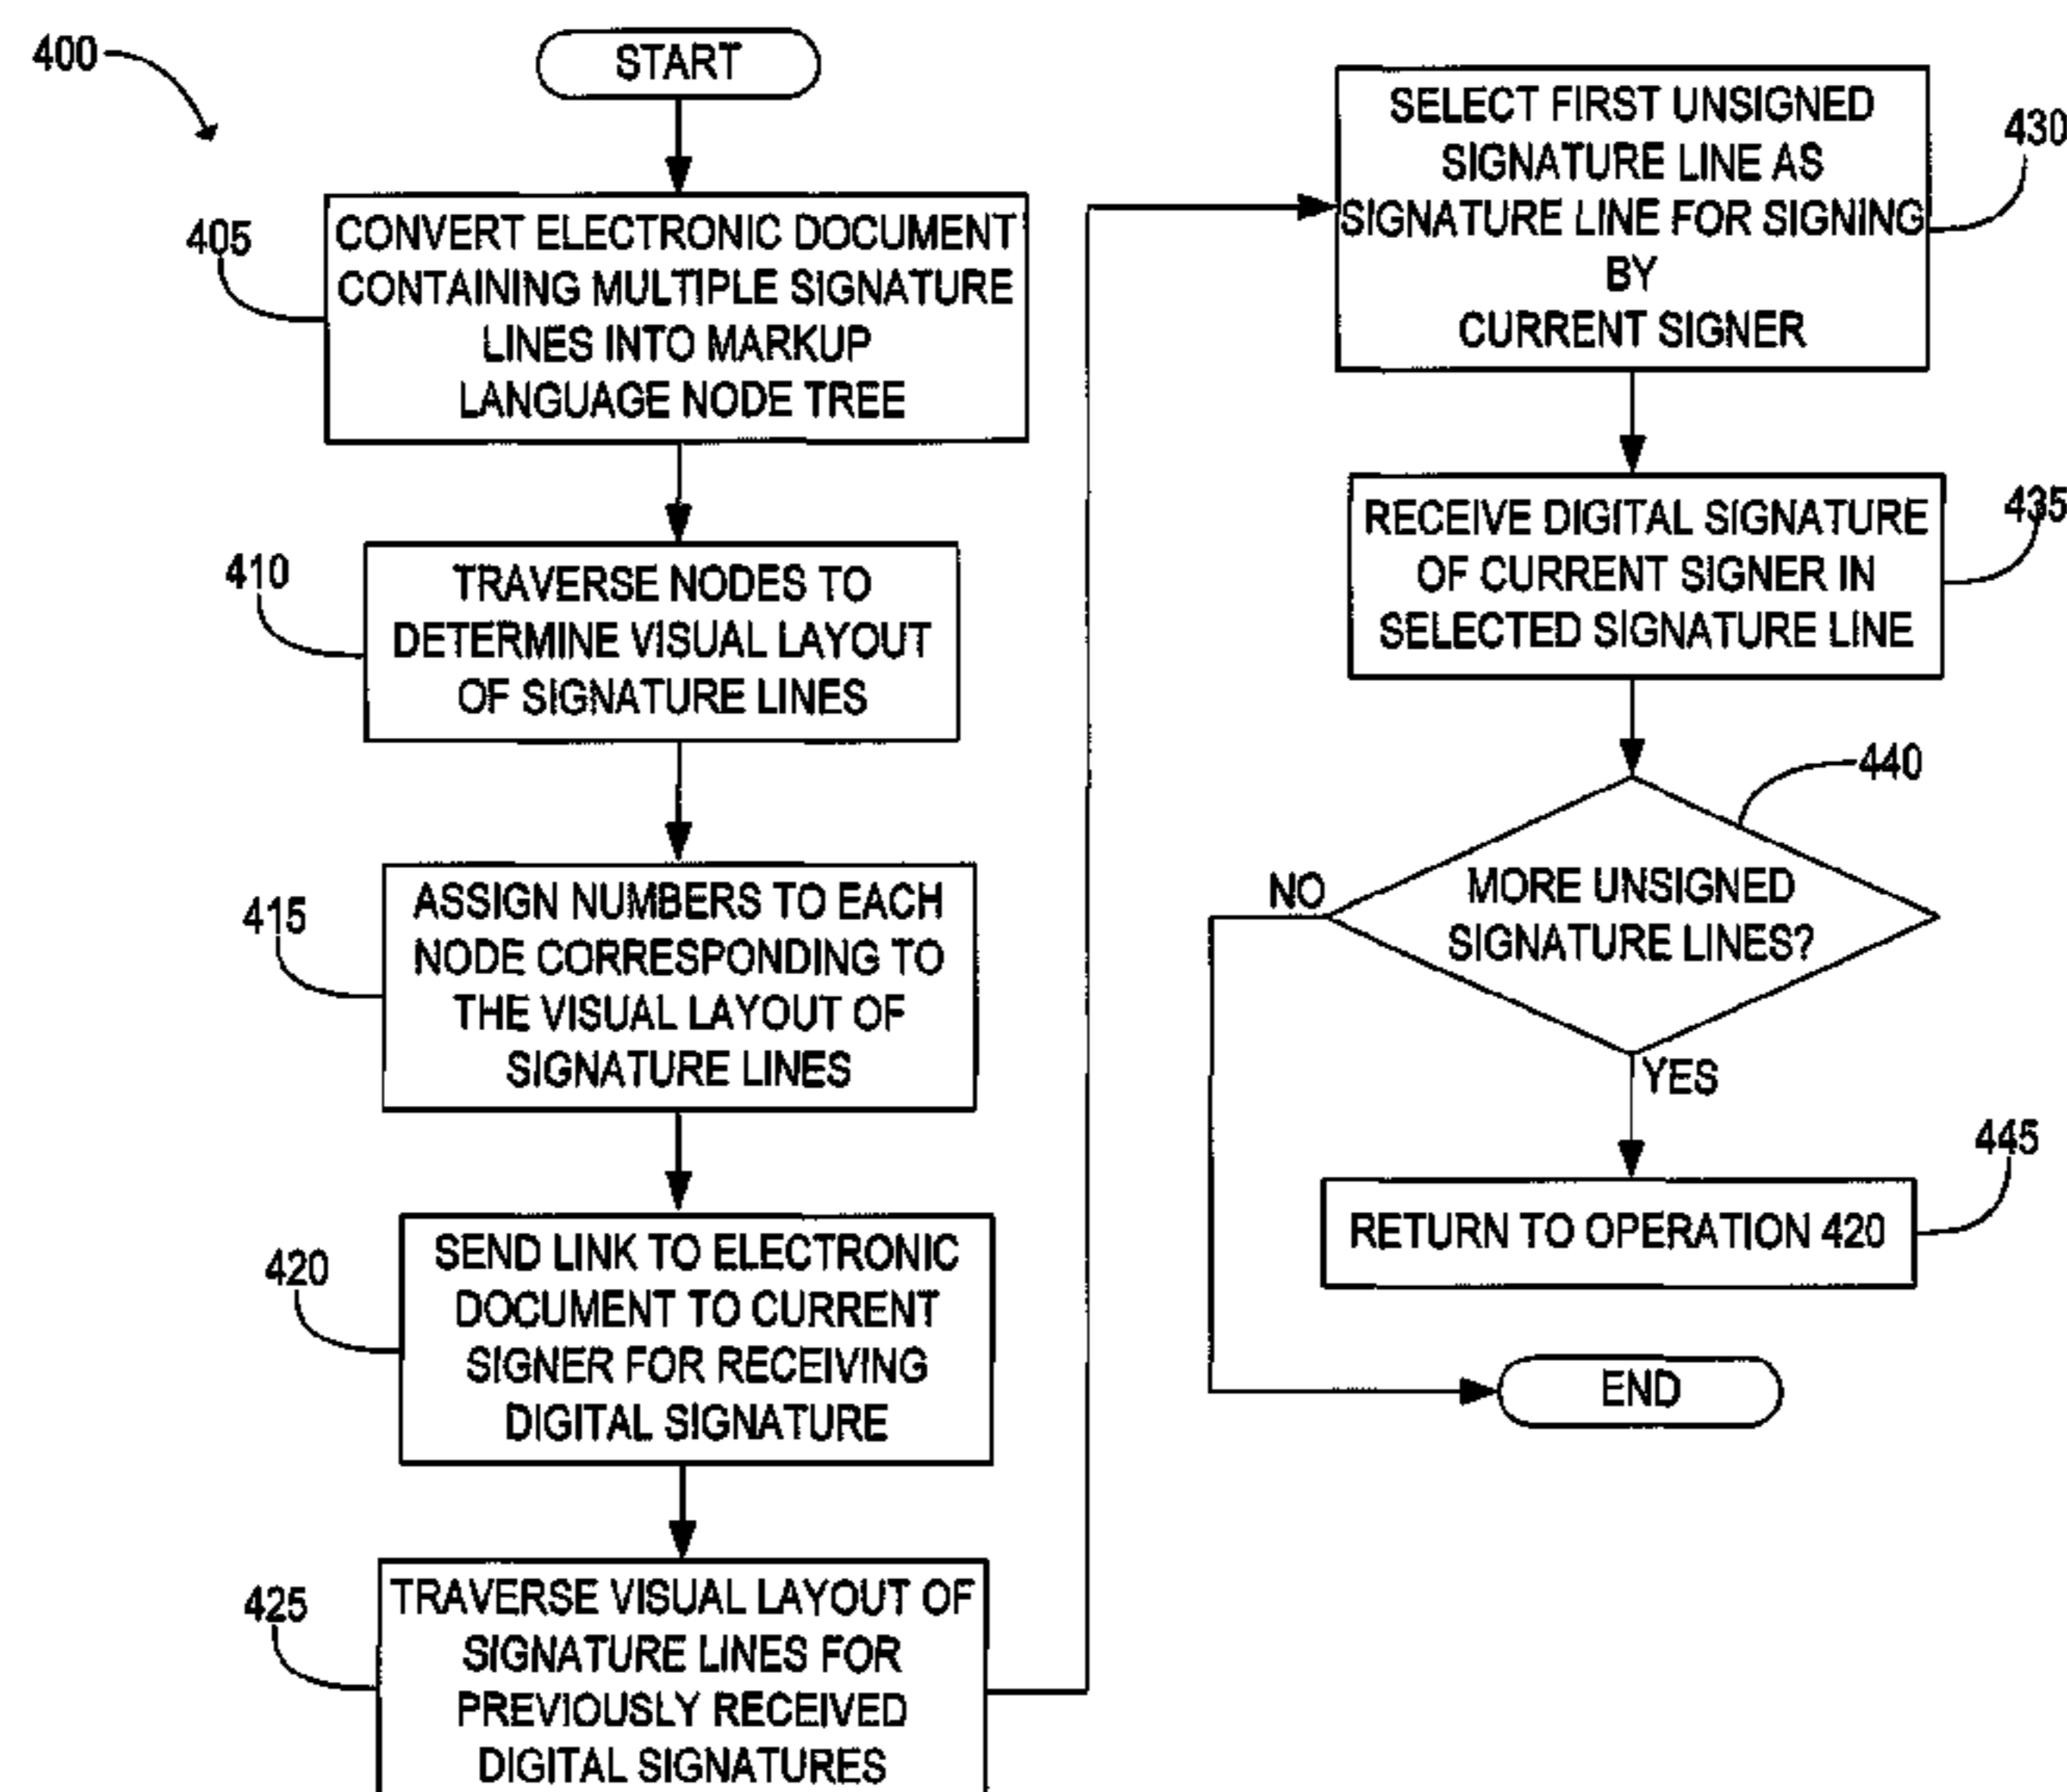 400
START
405
CONVERT ELECTRONIC DOCUMENT
CONTAINING MULTIPLE SIGNATURE
LINES INTO MARKUP
LANGUAGE NODE TREE
410
TRAVERSE NODES TO
DETERMINE VISUAL LAYOUT
OF SIGNATURE LINES
415
ASSIGN NUMBERS TO EACH
NODE CORRESPONDING TO
THE VISUAL LAYOUT OF
SIGNATURE LINES
420
SEND LINK TO ELECTRONIC
DOCUMENT TO CURRENT
SIGNER FOR RECEIVING
DIGITAL SIGNATURE
425
TRAVERSE VISUAL LAYOUT OF
SIGNATURE LINES FOR
PREVIOUSLY RECEIVED
DIGITAL SIGNATURES
430
SELECT FIRST UNSIGNED
SIGNATURE LINE AS
SIGNATURE LINE FOR SIGNING
BY
CURRENT SIGNER
435
RECEIVE DIGITAL SIGNATURE
OF CURRENT SIGNER IN
SELECTED SIGNATURE LINE
440
MORE UNSIGNED
SIGNATURE LINES?
NO
YES
445
RETURN TO OPERATION 420
END